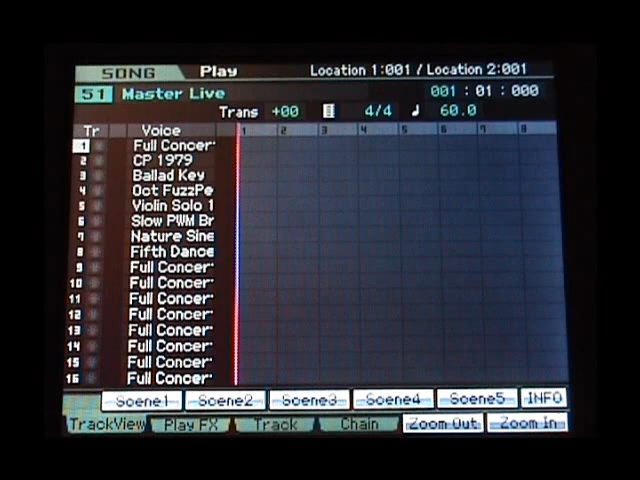 SONG Play Location 1:001 / Location 2:001
51 Master Live 001 : 01 : 000
Trans +00 4/4 60.0
Tr Voice 1 2 3 4 5 6 7 8
1 Full Concer
2 CP 1979
3 Ballad Key
4 Oct FuzzPe
5 Violin Solo 1
6 Slow PWM Br
7 Nature Sine
8 Fifth Dance
9 Full Concer
10 Full Concer
11 Full Concer
12 Full Concer
13 Full Concer
14 Full Concer
15 Full Concer
16 Full Concer
Scene1 Scene2 Scene3 Scene4 Scene5 INFO
TrackView Play FX Track Chain Zoom Out Zoom In